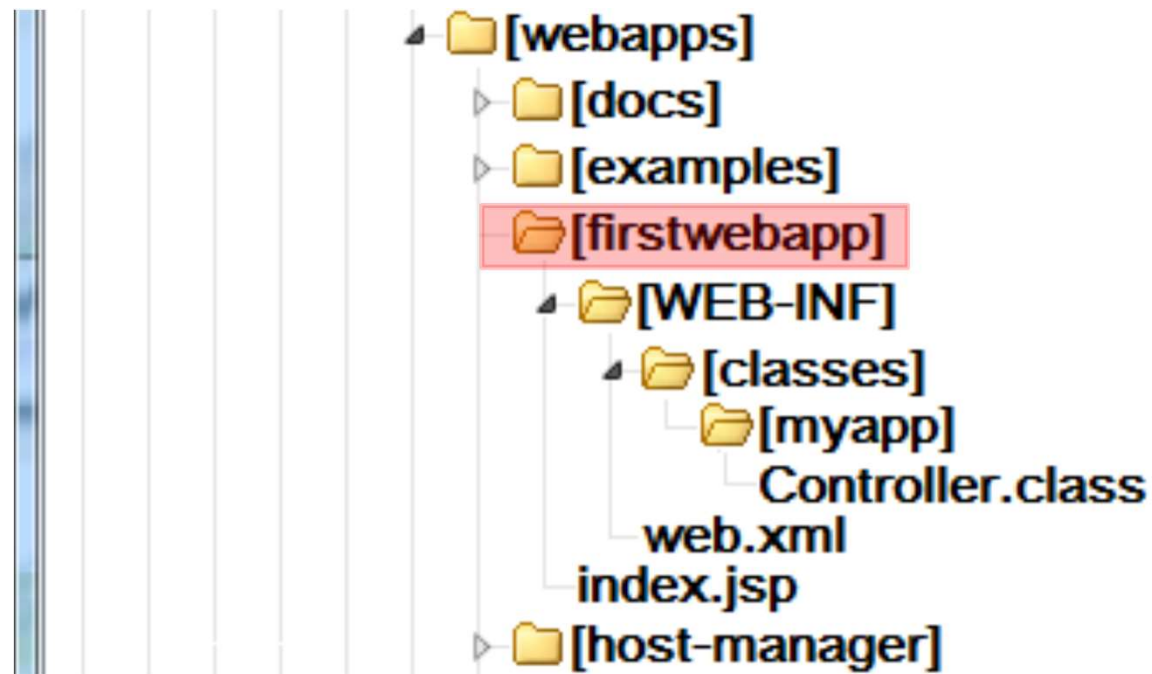 [webapps]
[docs]
[examples]
[firstwebapp]
[WEB-INF]
[classes]
[myapp]
Controller.class
web.xml
index.jsp
[host-manager]